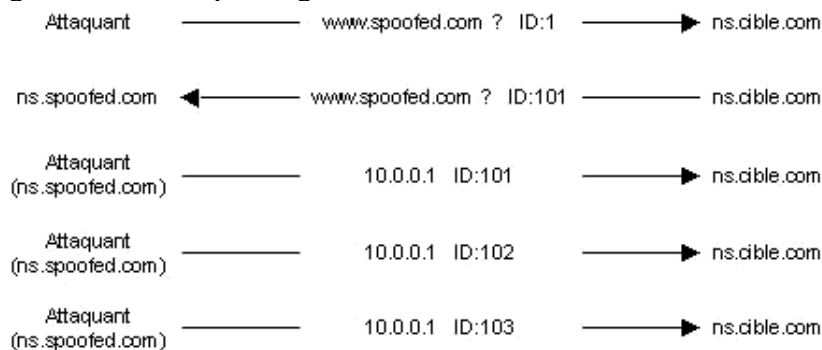 Attaquant www.spoofed.com ? ID:1 ns.cible.com
ns.spoofed.com www.spoofed.com ? ID:101 ns.cible.com
Attaquant
(ns.spoofed.com) 10.0.0.1 ID:101 ns.cible.com
Attaquant
(ns.spoofed.com) 10.0.0.1 ID:102 ns.cible.com
Attaquant
(ns.spoofed.com) 10.0.0.1 ID:103 ns.cible.com